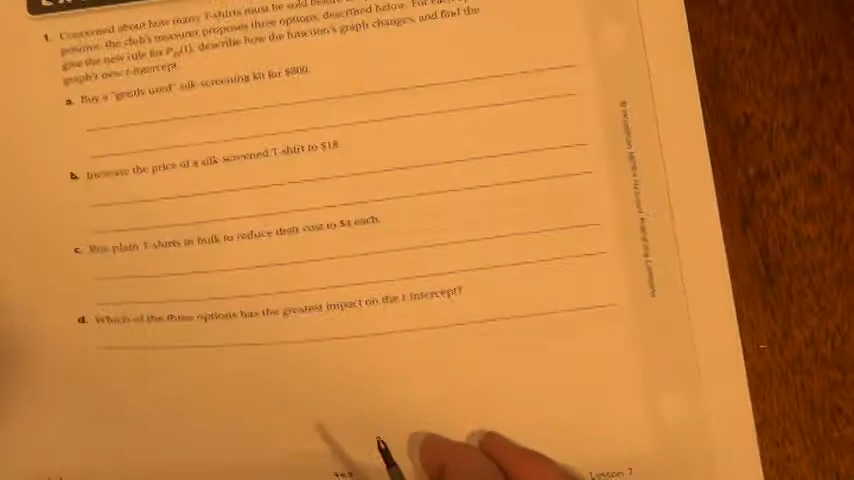 1. Concerned about how many T-shirts must be sold before
positive, the club's treasurer proposes three options, described below. For each
give the new rule for P (t), describe how the function's graph changes, and find the
graph's new t-intercept.
a. Buy a "gently used" silk-screening kit for $800.
b. Increase the price of a silk-screened T-shirt to $18.
c. Buy plain T-shirts in bulk to reduce their cost to $4 each.
d. Which of the three options has the greatest impact on the t-intercept?
Lesson 7